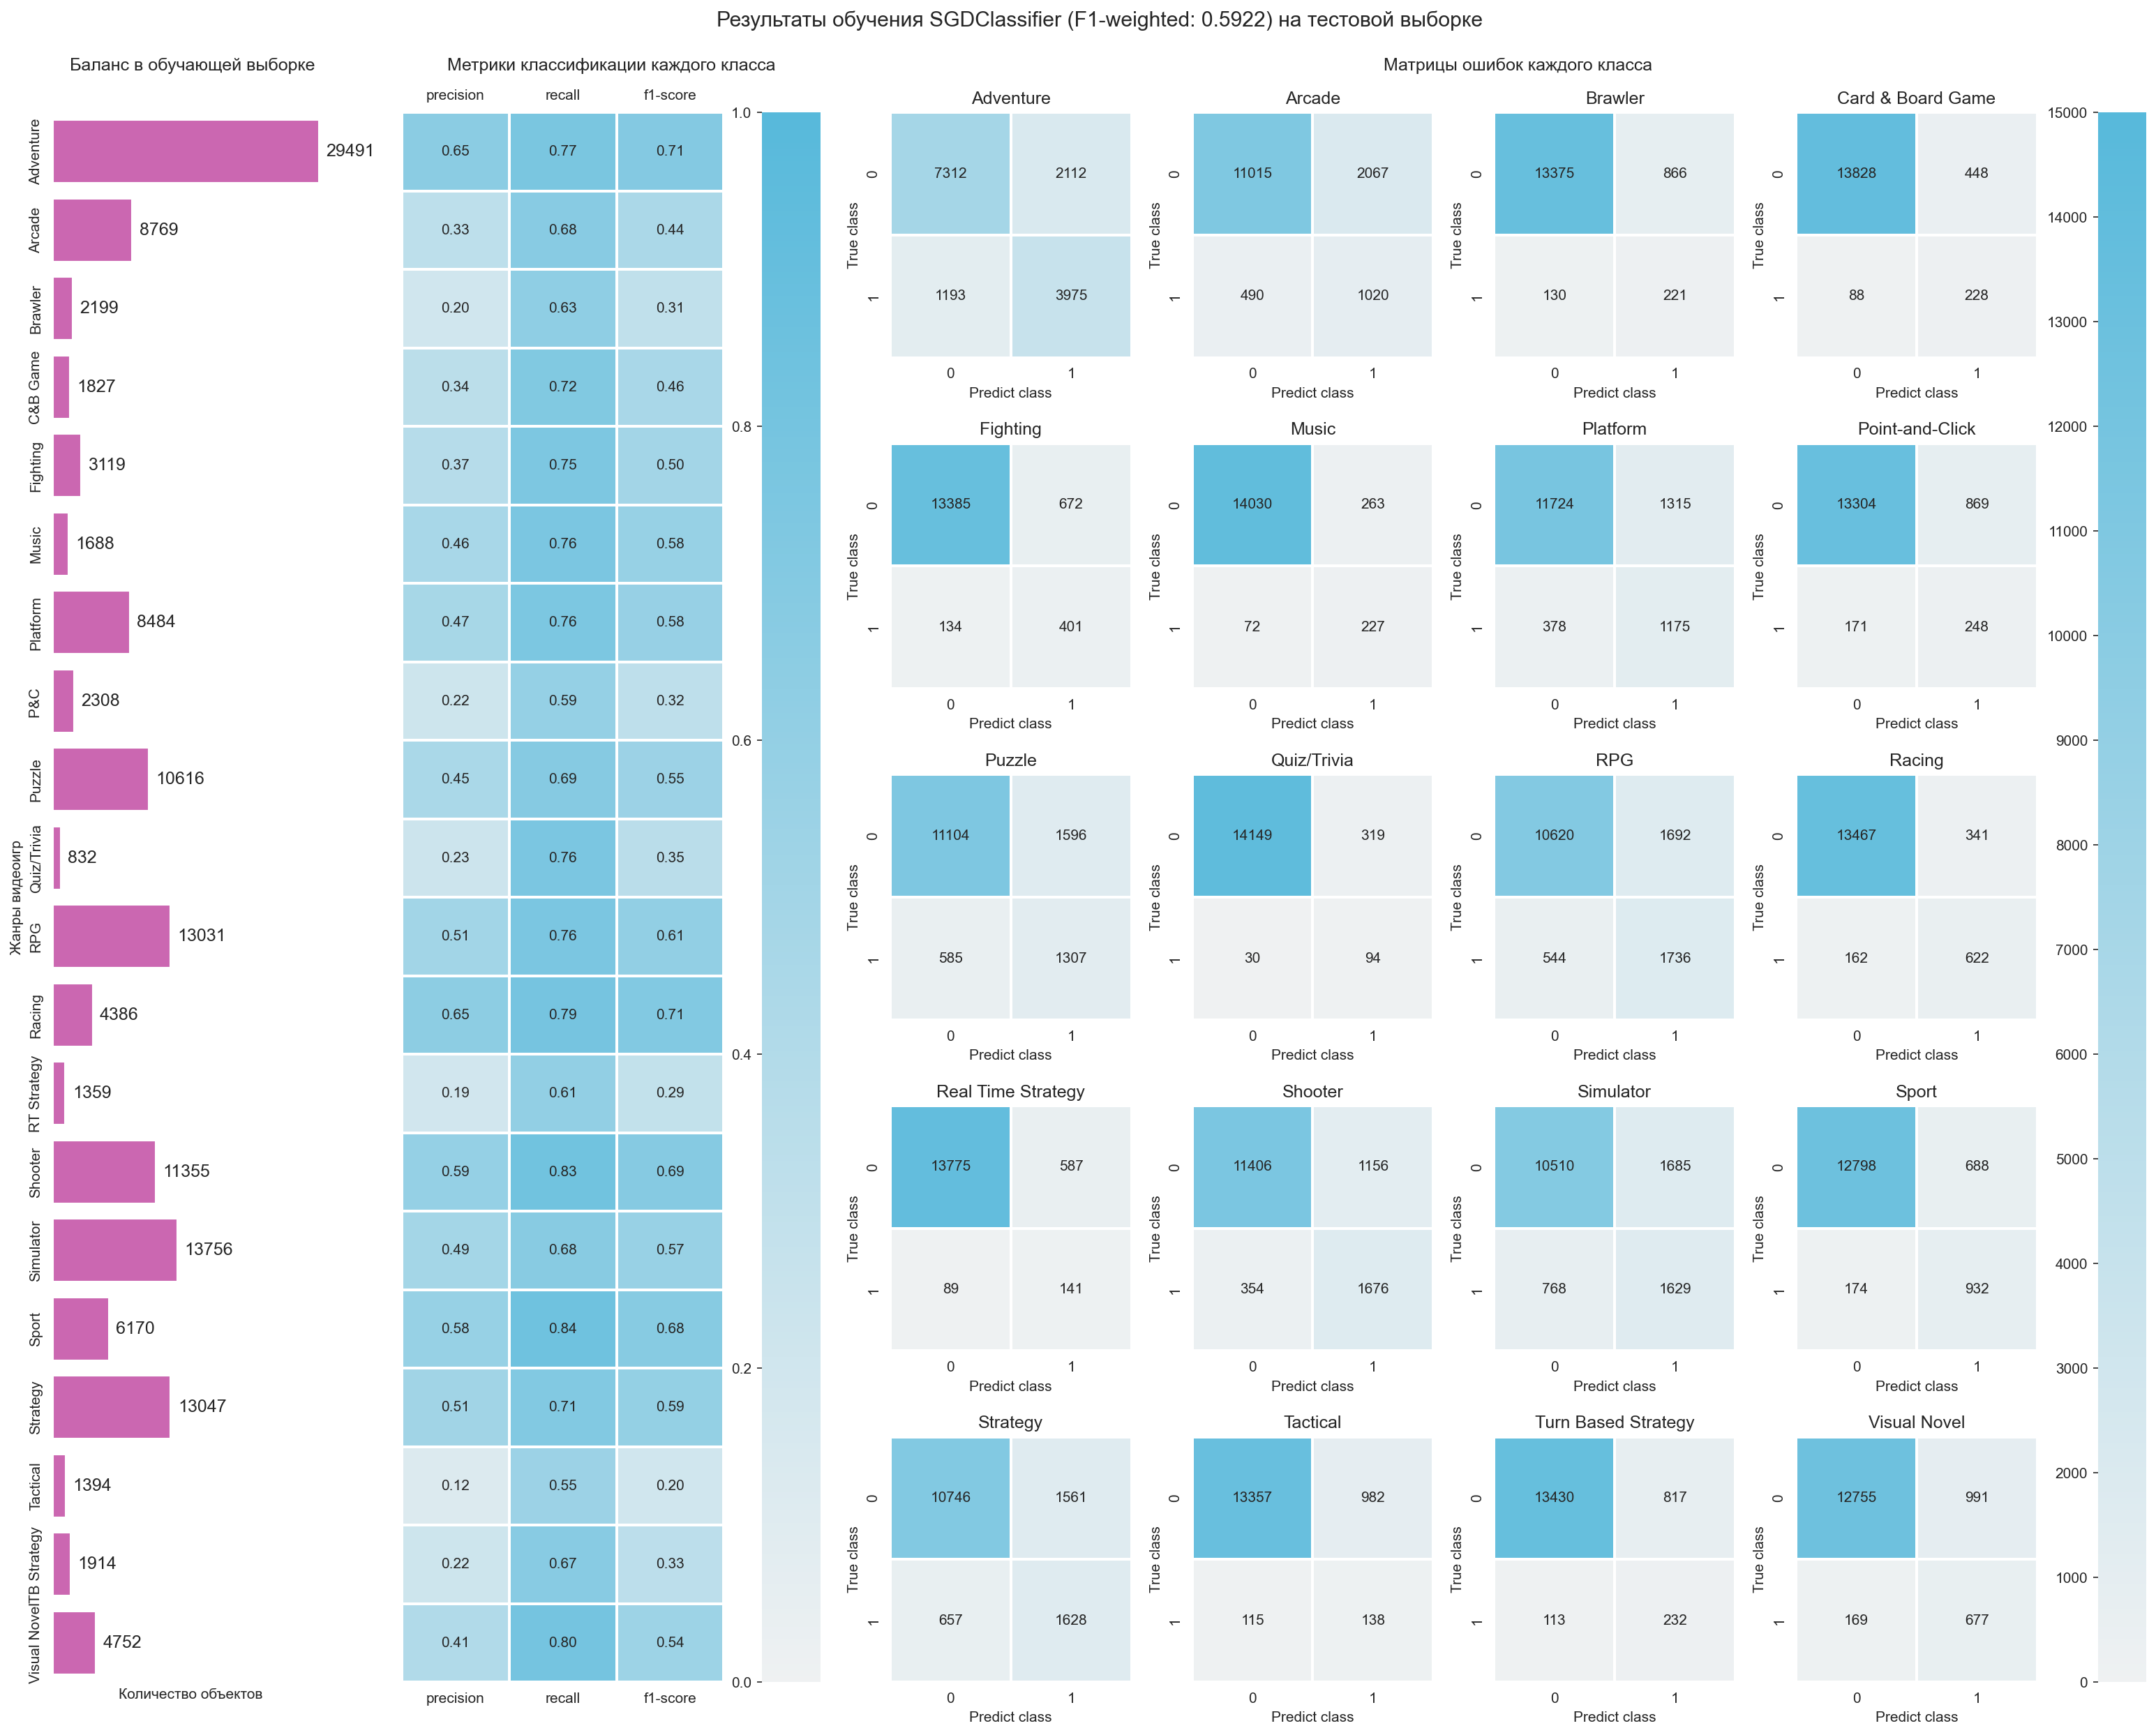 Результаты обучения SGDClassifier (F1-weighted: 0.5922) на тестовой выборке
Баланс в обучающей выборке
Жанры видеоигр
Adventure 29491
Arcade 8769
Brawler 2199
C&B Game 1827
Fighting 3119
Music 1688
Platform 8484
P&C 2308
Puzzle 10616
Quiz/Trivia 832
RPG 13031
Racing 4386
RT Strategy 1359
Shooter 11355
Simulator 13756
Sport 6170
Strategy 13047
Tactical 1394
TB Strategy 1914
Visual Novel 4752
Количество объектов
Метрики классификации каждого класса
precision recall f1-score
0.65 0.77 0.71
0.33 0.68 0.44
0.20 0.63 0.31
0.34 0.72 0.46
0.37 0.75 0.50
0.46 0.76 0.58
0.47 0.76 0.58
0.22 0.59 0.32
0.45 0.69 0.55
0.23 0.76 0.35
0.51 0.76 0.61
0.65 0.79 0.71
0.19 0.61 0.29
0.59 0.83 0.69
0.49 0.68 0.57
0.58 0.84 0.68
0.51 0.71 0.59
0.12 0.55 0.20
0.22 0.67 0.33
0.41 0.80 0.54
precision recall f1-score
1.0
0.8
0.6
0.4
0.2
0.0
Матрицы ошибок каждого класса
Adventure
True class
0 7312 2112
1 1193 3975
0 1
Predict class
Arcade
True class
0 11015 2067
1 490 1020
0 1
Predict class
Brawler
True class
0 13375 866
1 130 221
0 1
Predict class
Card & Board Game
True class
0 13828 448
1 88 228
0 1
Predict class
Fighting
True class
0 13385 672
1 134 401
0 1
Predict class
Music
True class
0 14030 263
1 72 227
0 1
Predict class
Platform
True class
0 11724 1315
1 378 1175
0 1
Predict class
Point-and-Click
True class
0 13304 869
1 171 248
0 1
Predict class
Puzzle
True class
0 11104 1596
1 585 1307
0 1
Predict class
Quiz/Trivia
True class
0 14149 319
1 30 94
0 1
Predict class
RPG
True class
0 10620 1692
1 544 1736
0 1
Predict class
Racing
True class
0 13467 341
1 162 622
0 1
Predict class
Real Time Strategy
True class
0 13775 587
1 89 141
0 1
Predict class
Shooter
True class
0 11406 1156
1 354 1676
0 1
Predict class
Simulator
True class
0 10510 1685
1 768 1629
0 1
Predict class
Sport
True class
0 12798 688
1 174 932
0 1
Predict class
Strategy
True class
0 10746 1561
1 657 1628
0 1
Predict class
Tactical
True class
0 13357 982
1 115 138
0 1
Predict class
Turn Based Strategy
True class
0 13430 817
1 113 232
0 1
Predict class
Visual Novel
True class
0 12755 991
1 169 677
0 1
Predict class
15000
14000
13000
12000
11000
10000
9000
8000
7000
6000
5000
4000
3000
2000
1000
0